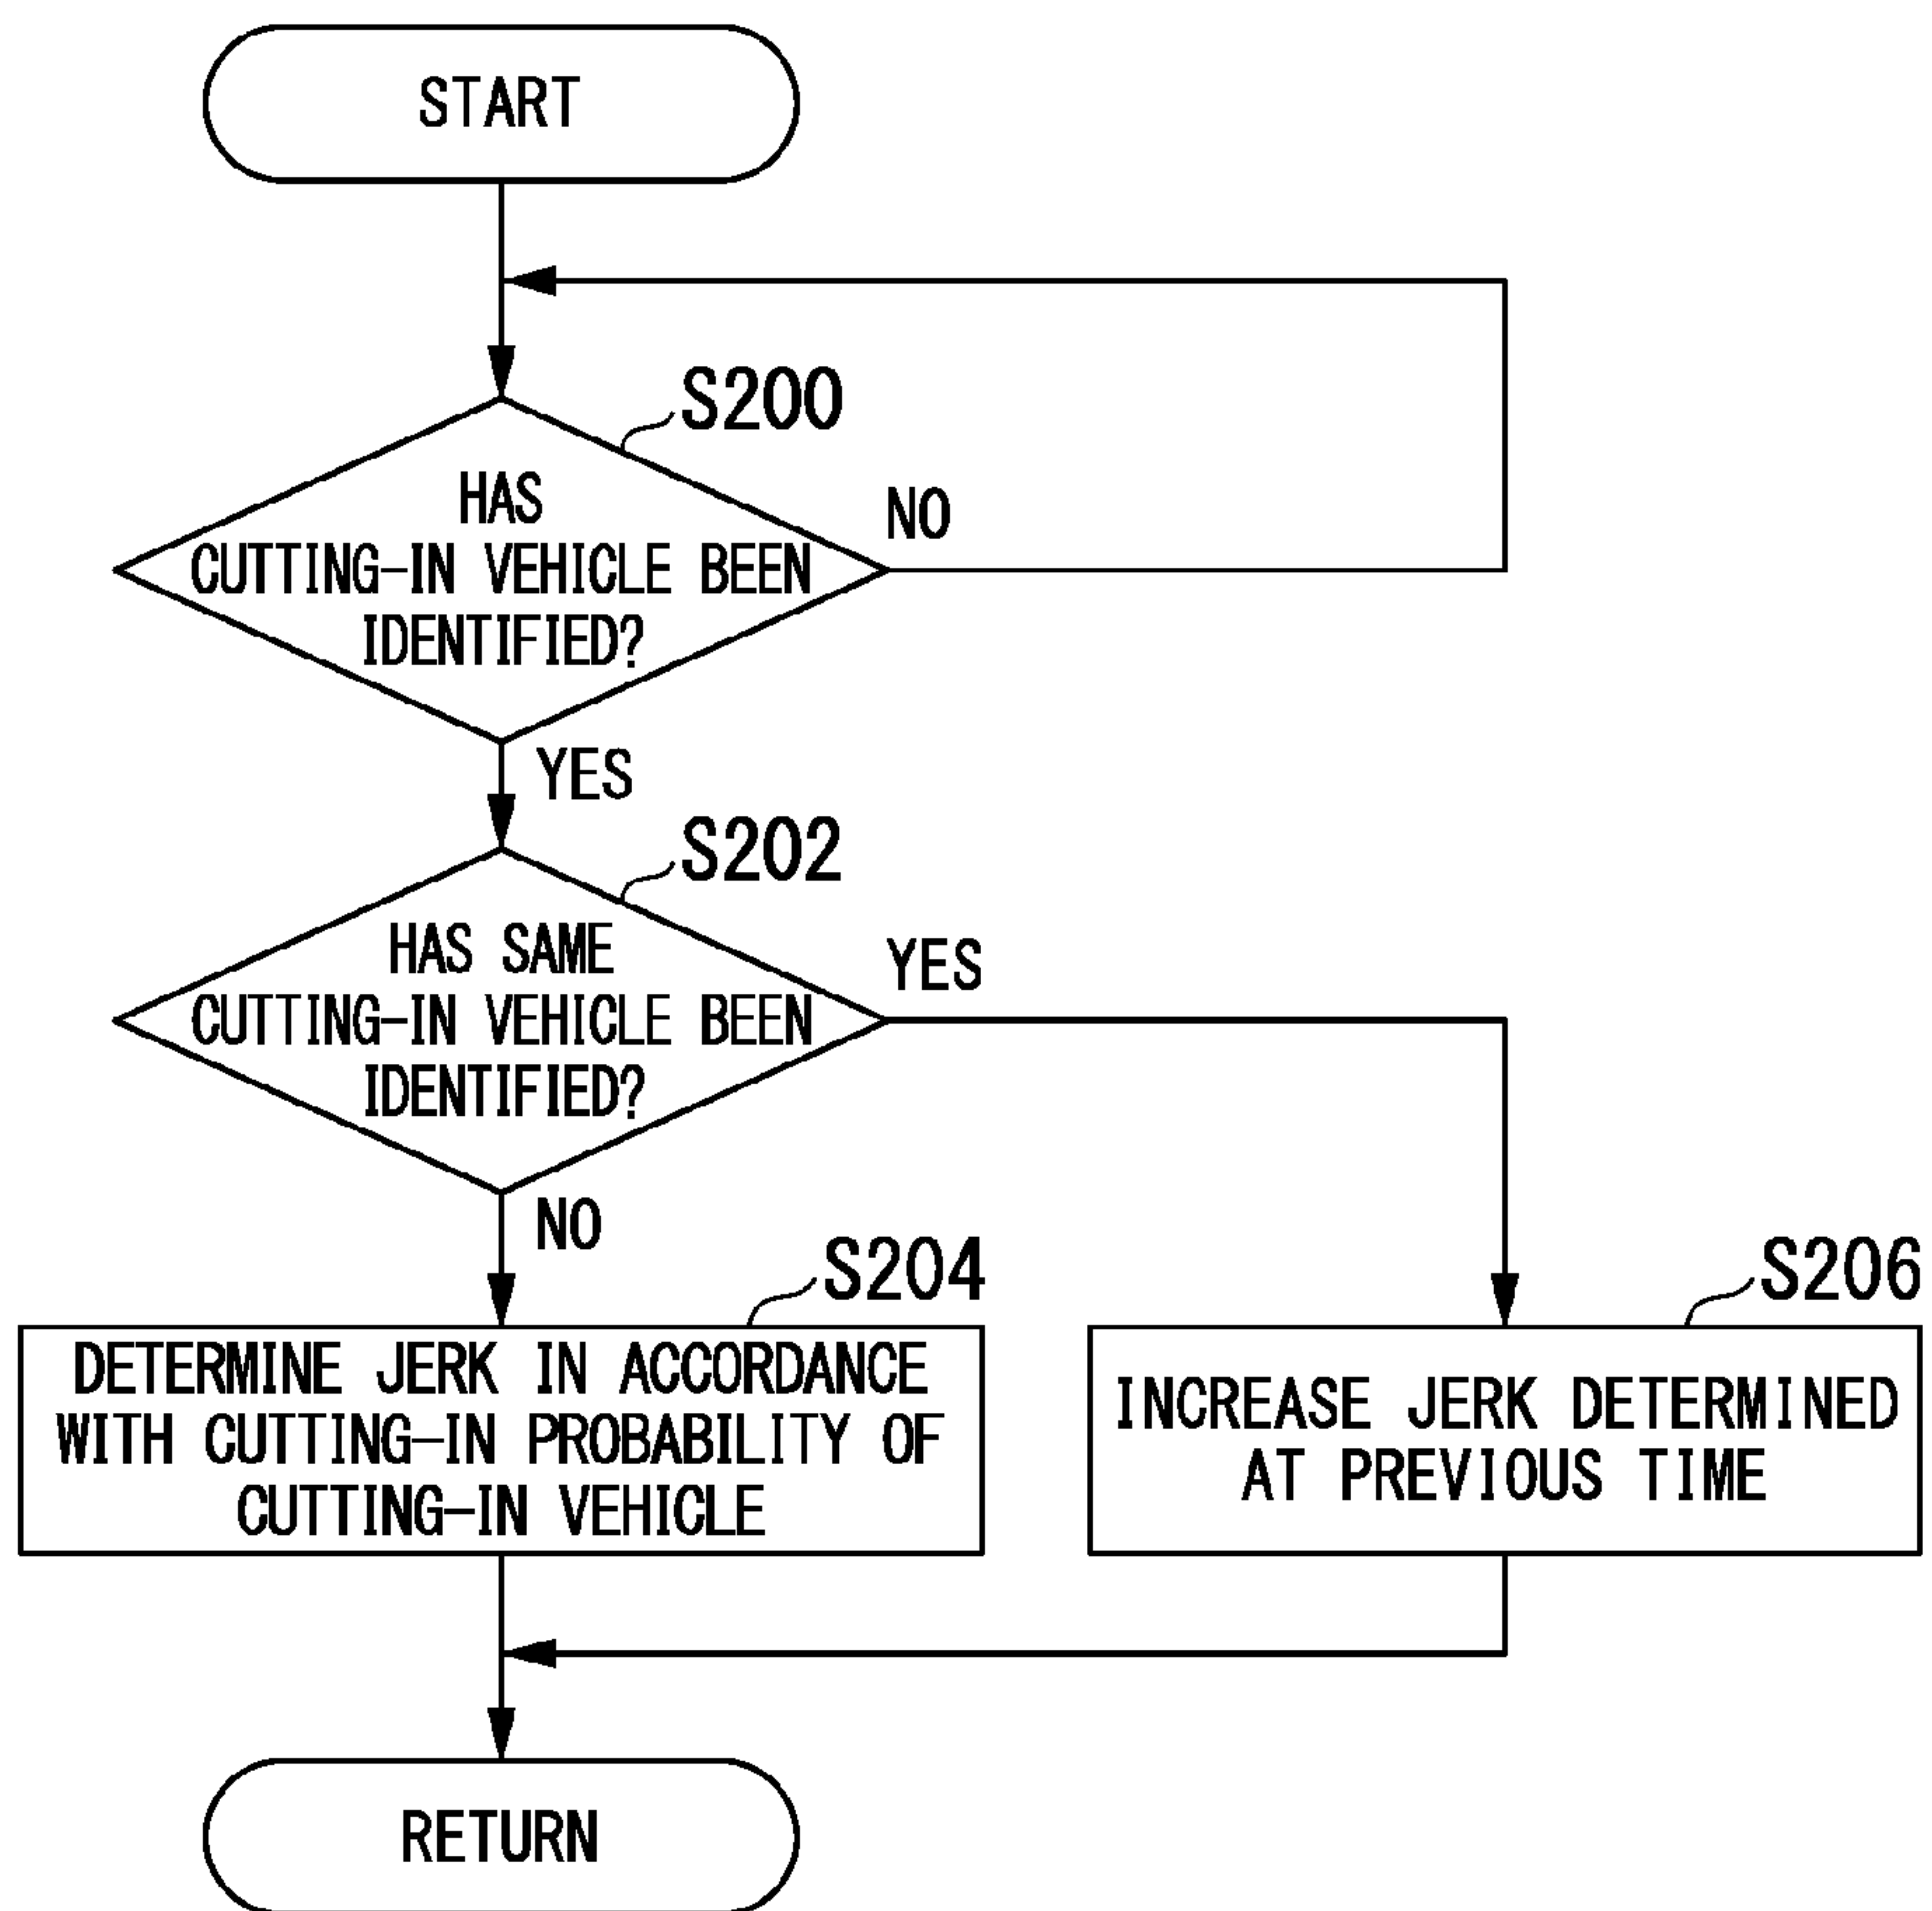 START
S200
HAS
CUTTING-IN VEHICLE BEEN
IDENTIFIED?
NO
YES
S202
HAS SAME
CUTTING-IN VEHICLE BEEN
IDENTIFIED?
YES
NO
S204
DETERMINE JERK IN ACCORDANCE
WITH CUTTING-IN PROBABILITY OF
CUTTING-IN VEHICLE
S206
INCREASE JERK DETERMINED
AT PREVIOUS TIME
RETURN